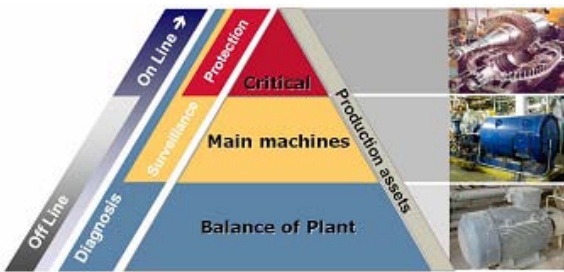 On Line →
Off Line
Protection
Surveillance
Diagnosis
Critical
Main machines
Balance of Plant
Production assets